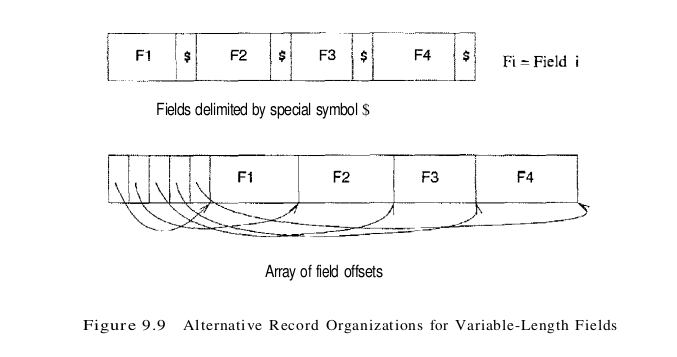 F1 $ F2 $ F3 $ F4 $ Fi = Field i
Fields delimited by special symbol $
F1 F2 F3 F4
Array of field offsets
Figure 9.9 Alternative Record Organizations for Variable-Length Fields